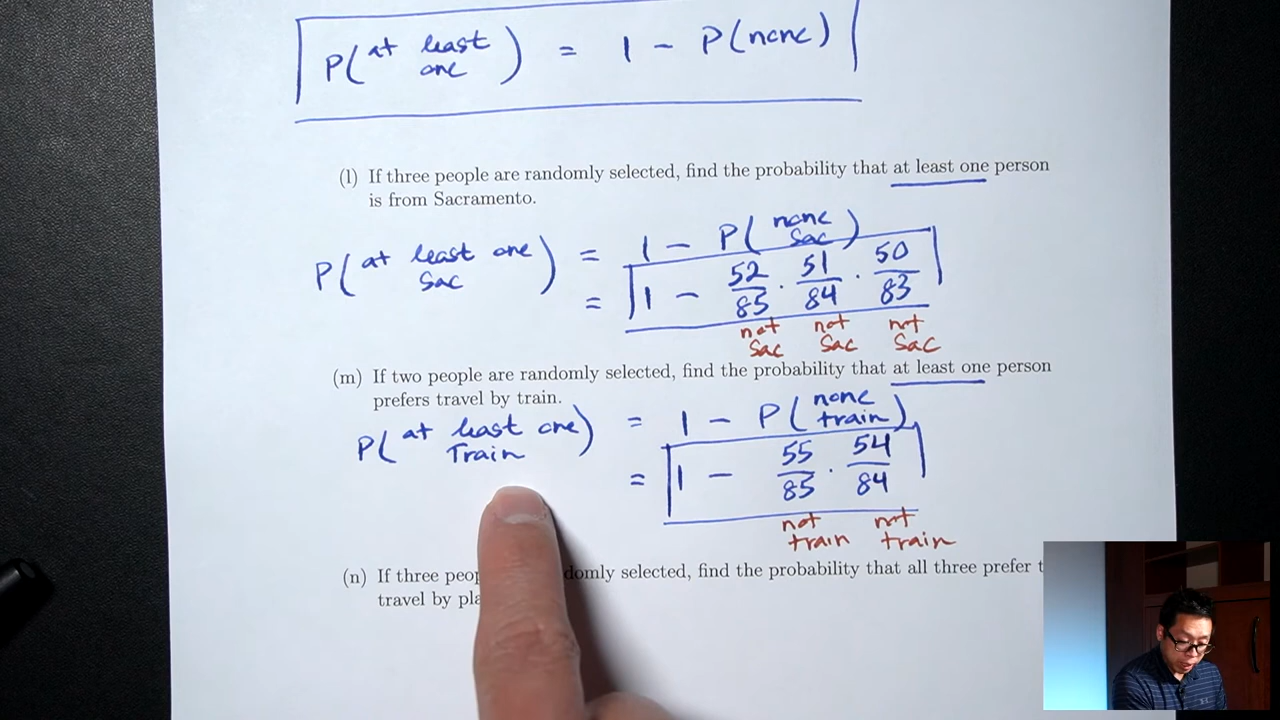 P(at least one) = 1 - P(none)
(l) If three people are randomly selected, find the probability that at least one person
is from Sacramento.
P(at least one Sac) = 1 - P(none Sac)
= 1 - 52/85 · 51/84 · 50/83
not Sac not Sac not Sac
(m) If two people are randomly selected, find the probability that at least one person
prefers travel by train.
P(at least one Train) = 1 - P(none train)
= 1 - 55/85 · 54/84
not train not train
(n) If three domly selected, find the probability that all three prefer
travel by